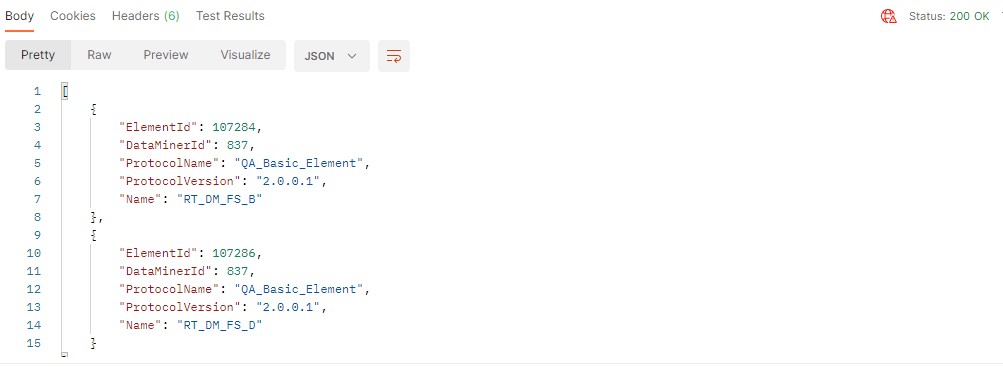 Body Cookies Headers (6) Test Results Status: 200 OK
Pretty Raw Preview Visualize JSON
1 [
2 {
3 "ElementId": 107284,
4 "DataMinerId": 837,
5 "ProtocolName": "QA_Basic_Element",
6 "ProtocolVersion": "2.0.0.1",
7 "Name": "RT_DM_FS_B"
8 },
9 {
10 "ElementId": 107286,
11 "DataMinerId": 837,
12 "ProtocolName": "QA_Basic_Element",
13 "ProtocolVersion": "2.0.0.1",
14 "Name": "RT_DM_FS_D"
15 }